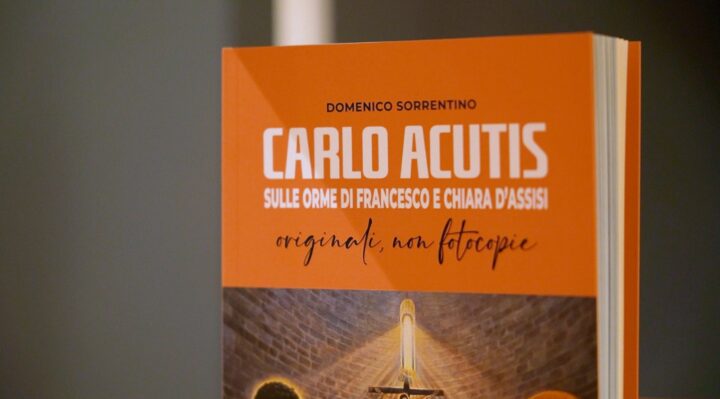 DOMENICO SORRENTINO
CARLO ACUTIS
SULLE ORME DI FRANCESCO E CHIARA D'ASSISI
originali, non fotocopie